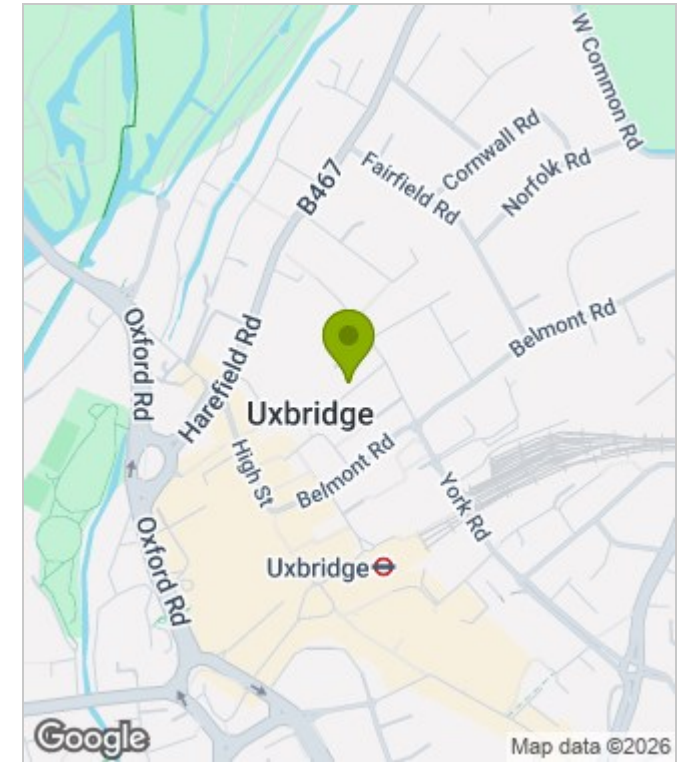 W Common Rd
Cornwall Rd
Fairfield Rd
Norfolk Rd
B467
Oxford Rd
Harefield Rd
Belmont Rd
Uxbridge
High St
Belmont Rd
York Rd
Oxford Rd
Uxbridge
Google
Map data ©2026